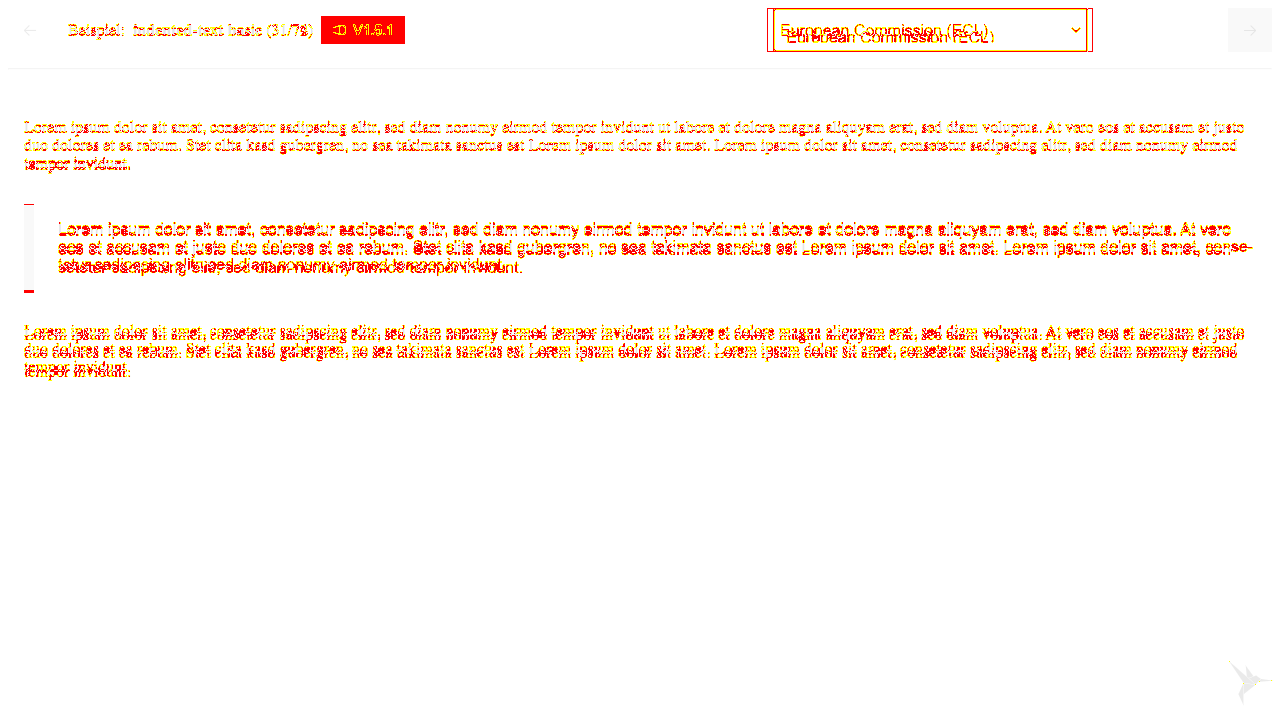 Beispiel: indented-text basic (31/76) V1.6.1
European Commission (ECL)
Lorem ipsum dolor sit amet, consetetur sadipscing elitr, sed diam nonumy eirmod tempor invidunt ut labore et dolore magna aliquyam erat, sed diam voluptua. At vero eos et accusam et justo
duo dolores et ea rebum. Stet clita kasd gubergren, no sea takimata sanctus est Lorem ipsum dolor sit amet. Lorem ipsum dolor sit amet, consetetur sadipscing elitr, sed diam nonumy eirmod
tempor invidunt.
Lorem ipsum dolor sit amet, consetetur sadipscing elitr, sed diam nonumy eirmod tempor invidunt ut labore et dolore magna aliquyam erat, sed diam voluptua. At vero
eos et accusam et justo duo dolores et ea rebum. Stet clita kasd gubergren, no sea takimata sanctus est Lorem ipsum dolor sit amet. Lorem ipsum dolor sit amet, conse-
tetur sadipscing elitr, sed diam nonumy eirmod tempor invidunt.
Lorem ipsum dolor sit amet, consetetur sadipscing elitr, sed diam nonumy eirmod tempor invidunt ut labore et dolore magna aliquyam erat, sed diam voluptua. At vero eos et accusam et justo
duo dolores et ea rebum. Stet clita kasd gubergren, no sea takimata sanctus est Lorem ipsum dolor sit amet. Lorem ipsum dolor sit amet, consetetur sadipscing elitr, sed diam nonumy eirmod
tempor invidunt.